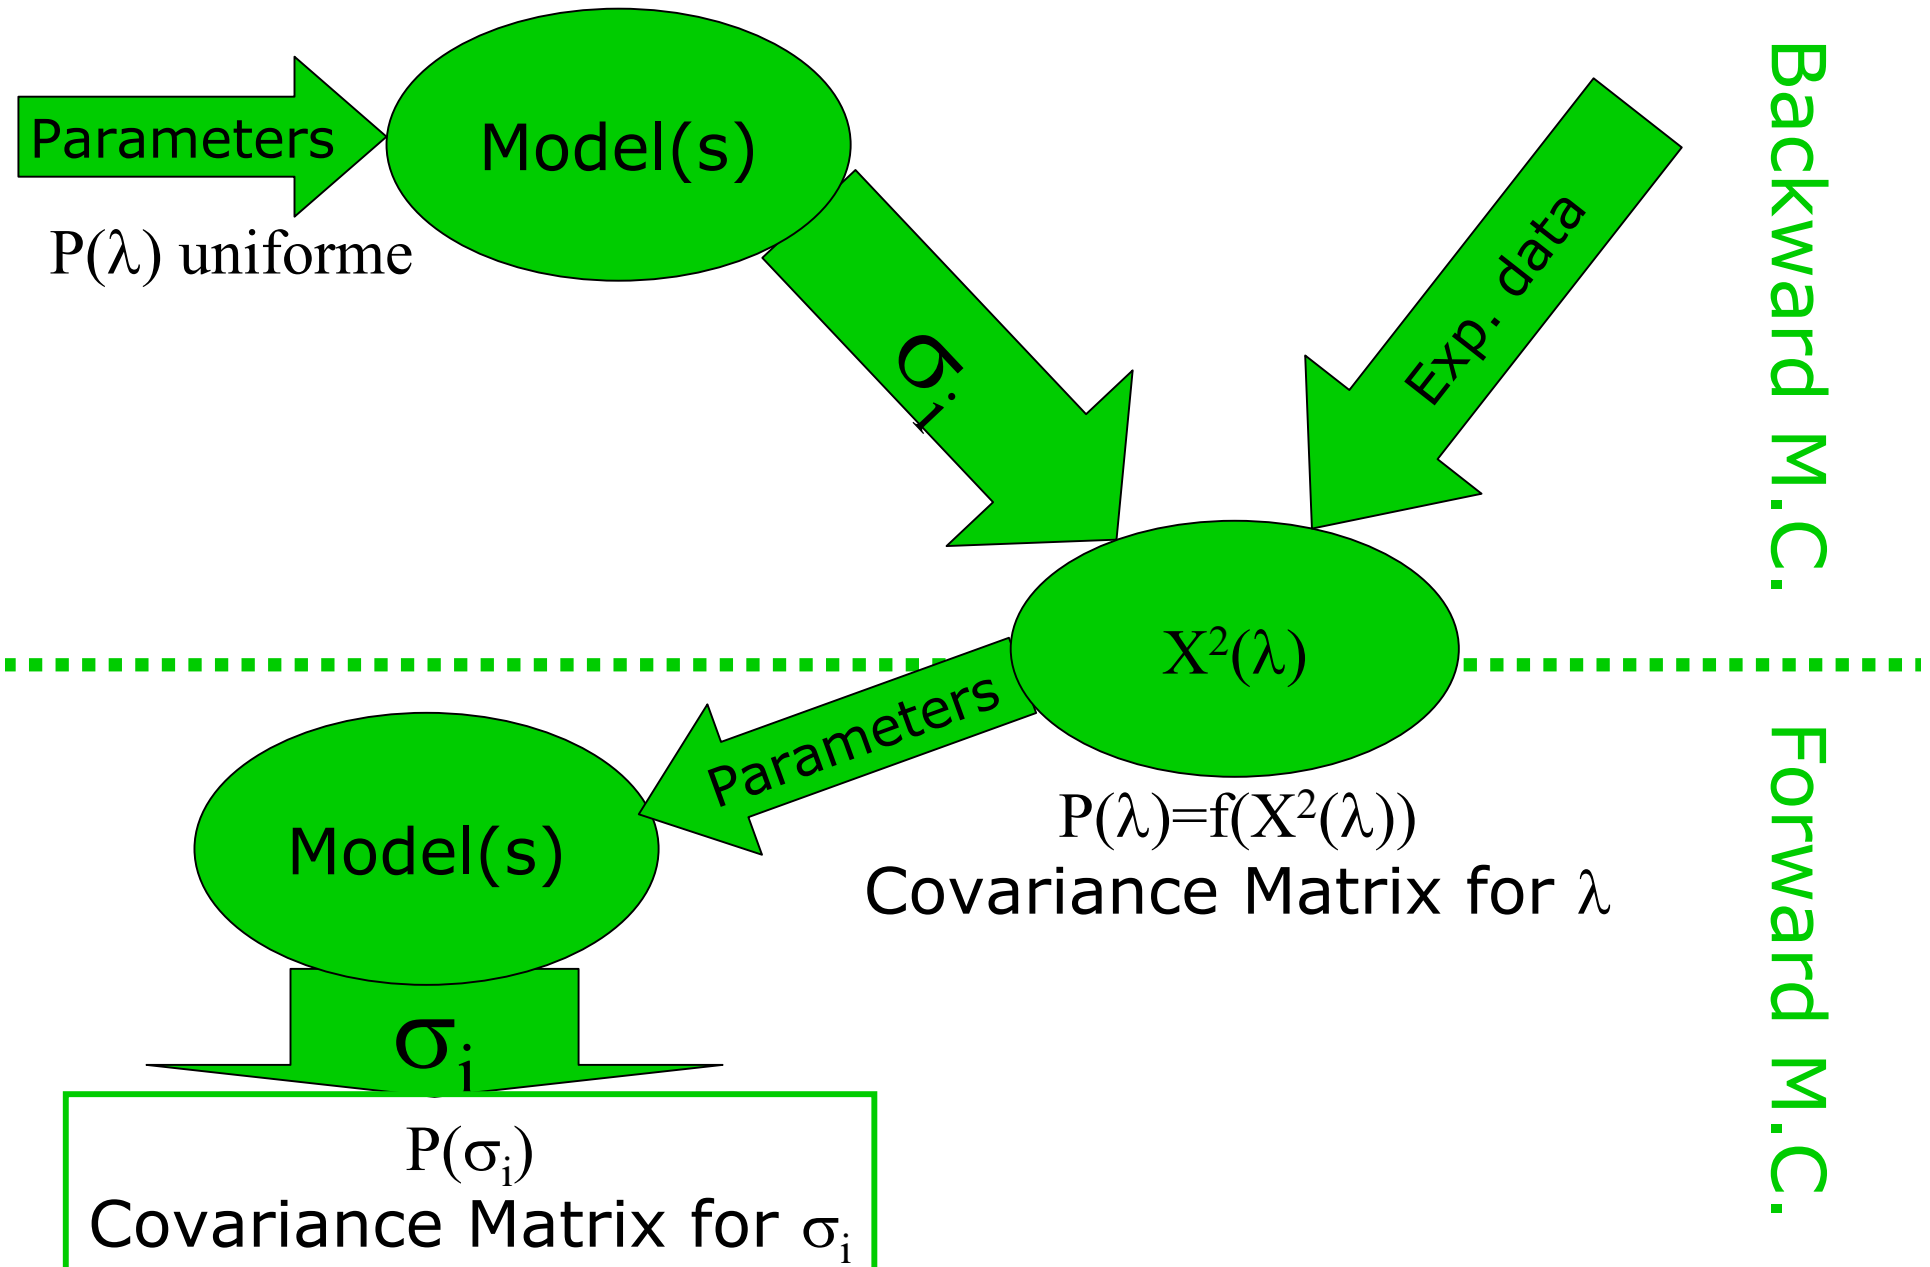 Parameters
Model(s)
P(λ) uniforme
σi
Exp. data
Backward M.C.
X²(λ)
Parameters
Model(s)
P(λ)=f(X²(λ))
Covariance Matrix for λ
Forward M.C.
σi
P(σi)
Covariance Matrix for σi